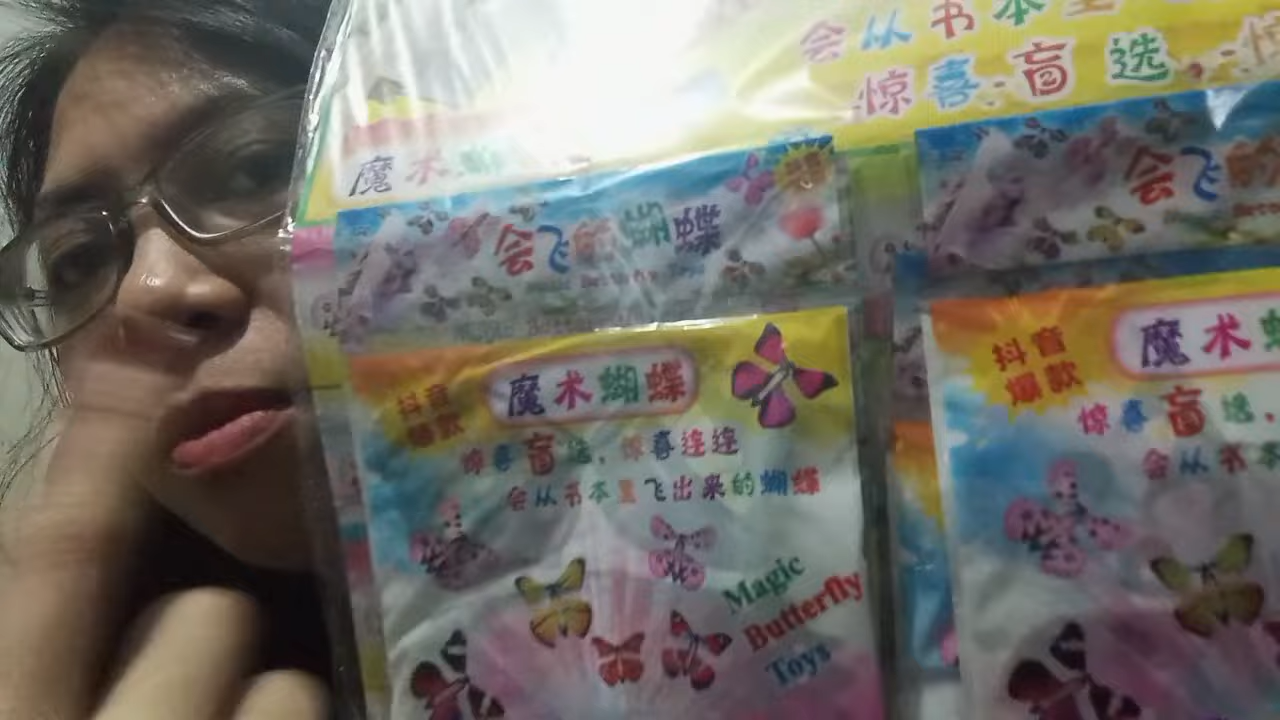 会从书本里
惊喜盲选,惊
魔术蝴
会飞的蝴蝶
会飞的
抖音
爆款
魔术蝴蝶
惊喜盲选,惊喜连连
会从书本里飞出来的蝴蝶
Magic
Butterfly
Toys
抖音
爆款
魔术蝴
惊喜盲选,
会从书本